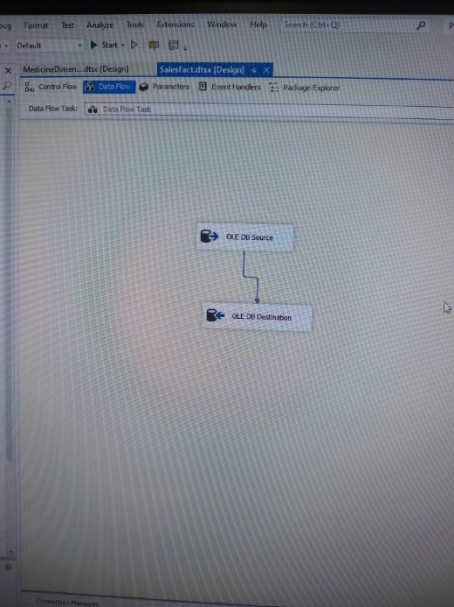 Format Test Analyze Tools Extensions Window Help Search (Ctrl+Q)
Default Start
MedicineDimen...dtsx [Design] SalesFact.dtsx [Design]
Control Flow Data Flow Parameters Event Handlers Package Explorer
Data Flow Task: Data Flow Task
OLE DB Source
OLE DB Destination
Connection Managers